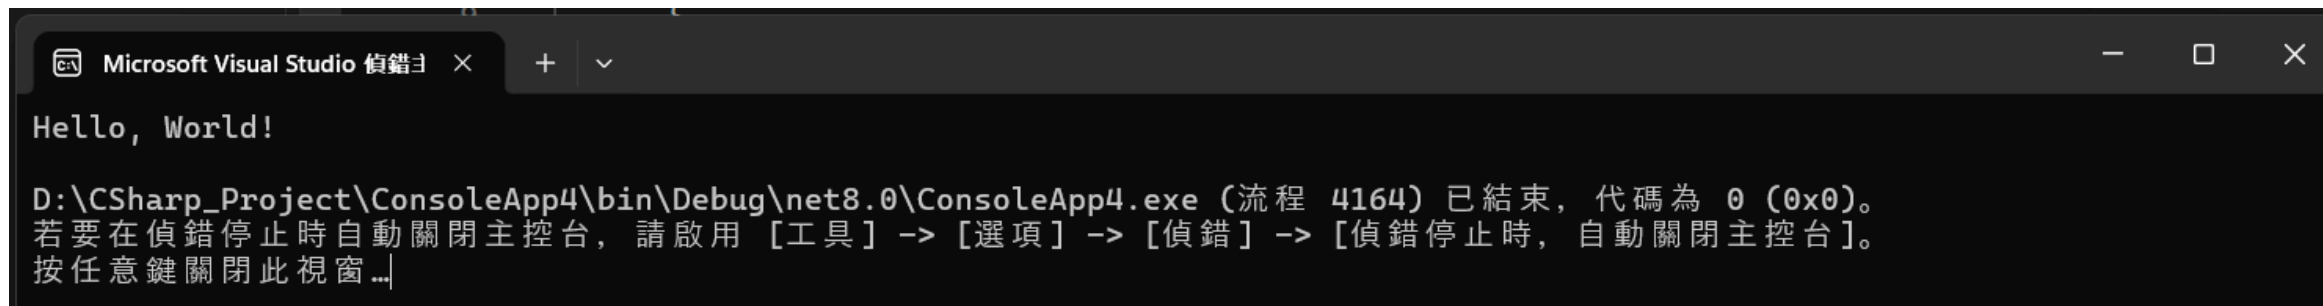 Microsoft Visual Studio 偵錯主
Hello, World!
D:\CSharp_Project\ConsoleApp4\bin\Debug\net8.0\ConsoleApp4.exe (流程 4164) 已結束，代碼為 0 (0x0)。
若要在偵錯停止時自動關閉主控台，請啟用 [工具] -> [選項] -> [偵錯] -> [偵錯停止時，自動關閉主控台]。
按任意鍵關閉此視窗…